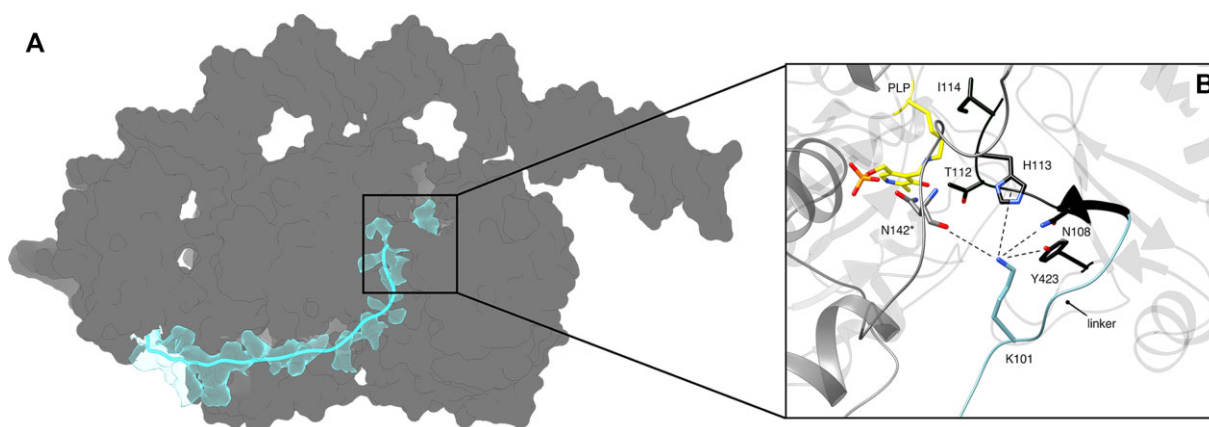 A
B
PLP
I114
H113
T112
N142*
N108
Y423
linker
K101